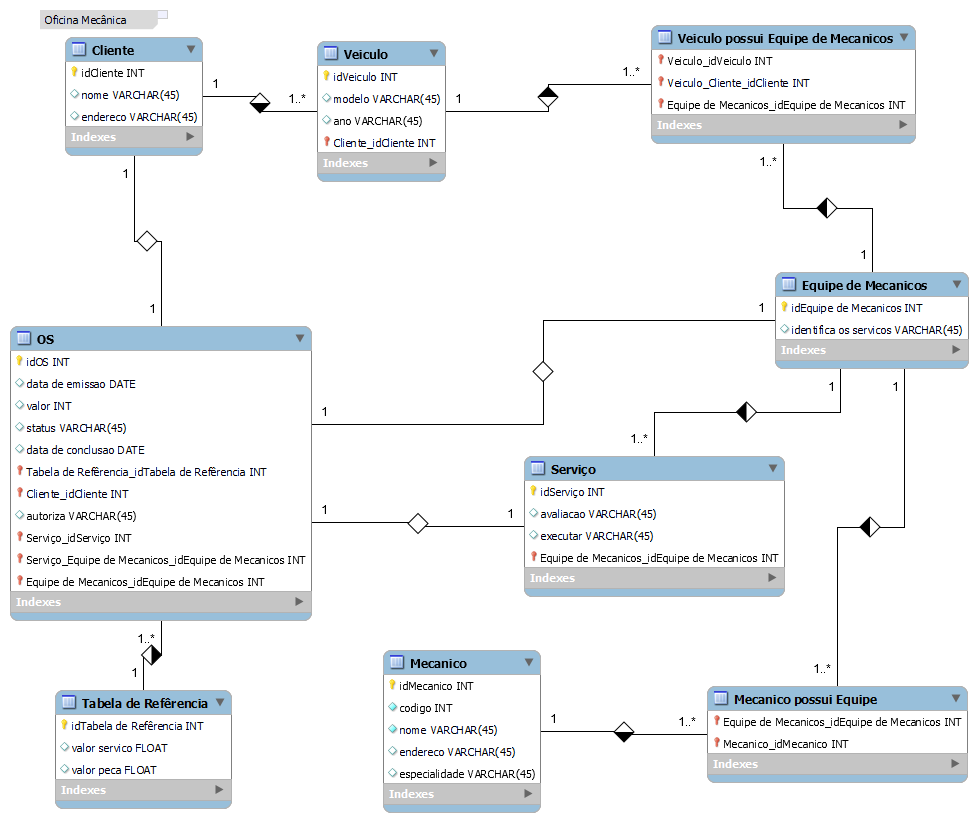 Oficina Mecânica
Cliente
idCliente INT
nome VARCHAR(45)
endereco VARCHAR(45)
Indexes
1
1..*
Veiculo
idVeiculo INT
modelo VARCHAR(45)
ano VARCHAR(45)
Cliente_idCliente INT
Indexes
1
1..*
Veiculo possui Equipe de Mecanicos
Veiculo_idVeiculo INT
Veiculo_Cliente_idCliente INT
Equipe de Mecanicos_idEquipe de Mecanicos INT
Indexes
1..*
1
1
1
Equipe de Mecanicos
idEquipe de Mecanicos INT
identifica os servicos VARCHAR(45)
Indexes
1
1
1
OS
idOS INT
data de emissao DATE
valor INT
status VARCHAR(45)
data de conclusao DATE
Tabela de Refêrencia_idTabela de Refêrencia INT
Cliente_idCliente INT
autoriza VARCHAR(45)
Serviço_idServiço INT
Serviço_Equipe de Mecanicos_idEquipe de Mecanicos INT
Equipe de Mecanicos_idEquipe de Mecanicos INT
Indexes
1
1
1
1..*
Serviço
idServiço INT
avaliacao VARCHAR(45)
executar VARCHAR(45)
Equipe de Mecanicos_idEquipe de Mecanicos INT
Indexes
1..*
1
Tabela de Refêrencia
idTabela de Refêrencia INT
valor servico FLOAT
valor peca FLOAT
Indexes
Mecanico
idMecanico INT
codigo INT
nome VARCHAR(45)
endereco VARCHAR(45)
especialidade VARCHAR(45)
Indexes
1
1..*
1..*
Mecanico possui Equipe
Equipe de Mecanicos_idEquipe de Mecanicos INT
Mecanico_idMecanico INT
Indexes